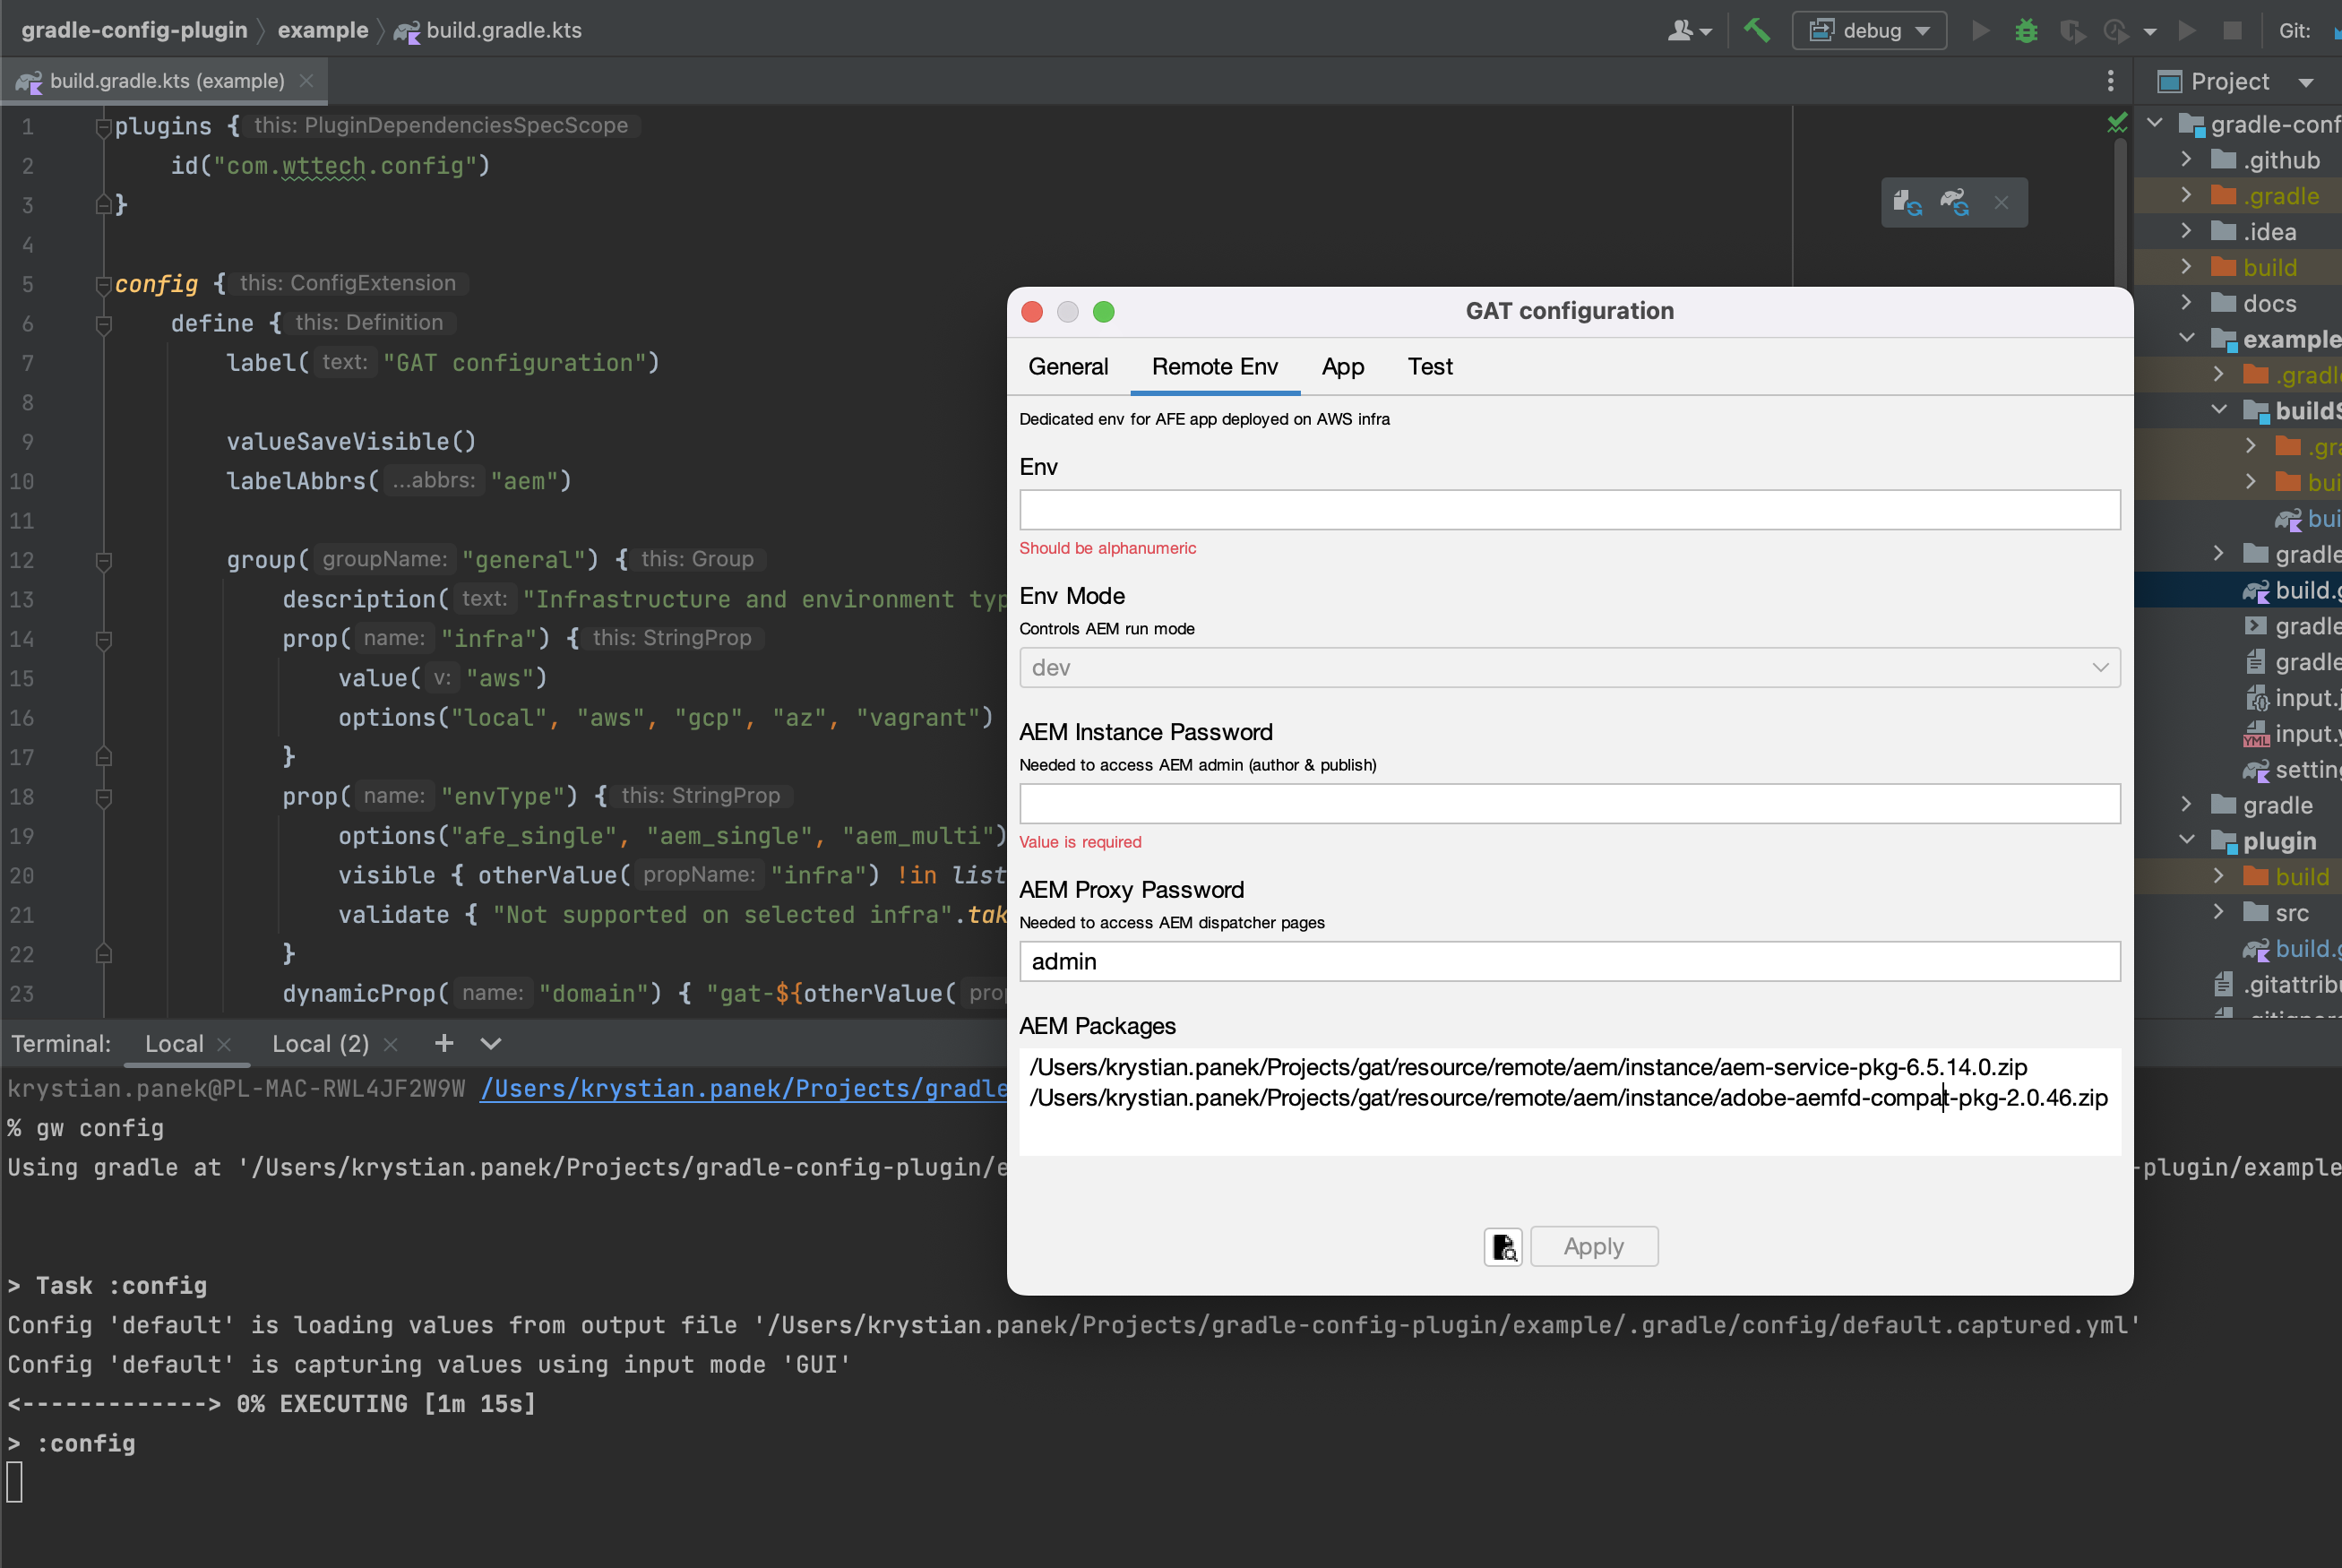 gradle-config-plugin example build.gradle.kts
debug Git:
build.gradle.kts (example)
Project
1 plugins { this: PluginDependenciesSpecScope
2 id("com.wttech.config")
3 }
4
5 config { this: ConfigExtension
6 define { this: Definition
7 label( text: "GAT configuration")
8
9 valueSaveVisible()
10 labelAbbrs( ...abbrs: "aem")
11
12 group( groupName: "general") { this: Group
13 description( text: "Infrastructure and environment typ
14 prop( name: "infra") { this: StringProp
15 value( v: "aws")
16 options("local", "aws", "gcp", "az", "vagrant")
17 }
18 prop( name: "envType") { this: StringProp
19 options("afe_single", "aem_single", "aem_multi")
20 visible { otherValue( propName: "infra") !in list
21 validate { "Not supported on selected infra".tak
22 }
23 dynamicProp( name: "domain") { "gat-${otherValue( prop
GAT configuration
General Remote Env App Test
Dedicated env for AFE app deployed on AWS infra
Env
Should be alphanumeric
Env Mode
Controls AEM run mode
dev
AEM Instance Password
Needed to access AEM admin (author & publish)
Value is required
AEM Proxy Password
Needed to access AEM dispatcher pages
admin
AEM Packages
/Users/krystian.panek/Projects/gat/resource/remote/aem/instance/aem-service-pkg-6.5.14.0.zip
/Users/krystian.panek/Projects/gat/resource/remote/aem/instance/adobe-aemfd-compat-pkg-2.0.46.zip
Apply
gradle-conf
.github
.gradle
.idea
build
docs
example
.gradle
buildS
.gra
bui
bui
gradle
build.g
gradle
gradle
input.j
YML input.y
setting
gradle
plugin
build
src
build.g
.gitattribu
.gitignore
Terminal: Local Local (2)
krystian.panek@PL-MAC-RWL4JF2W9W /Users/krystian.panek/Projects/gradle
% gw config
Using gradle at '/Users/krystian.panek/Projects/gradle-config-plugin/e -plugin/example
> Task :config
Config 'default' is loading values from output file '/Users/krystian.panek/Projects/gradle-config-plugin/example/.gradle/config/default.captured.yml'
Config 'default' is capturing values using input mode 'GUI'
<-------------> 0% EXECUTING [1m 15s]
> :config